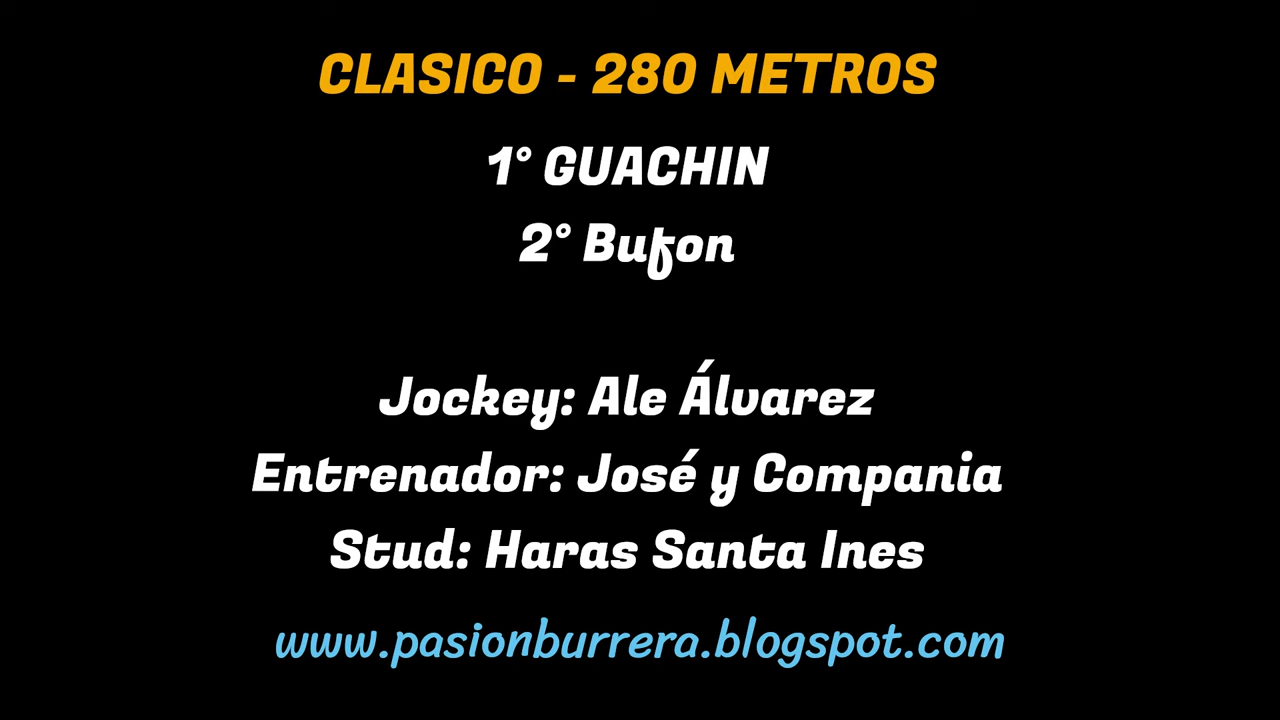 CLASICO - 280 METROS
1° GUACHIN
2° Bufon
Jockey: Ale Álvarez
Entrenador: José y Compania
Stud: Haras Santa Ines
www.pasionburrera.blogspot.com